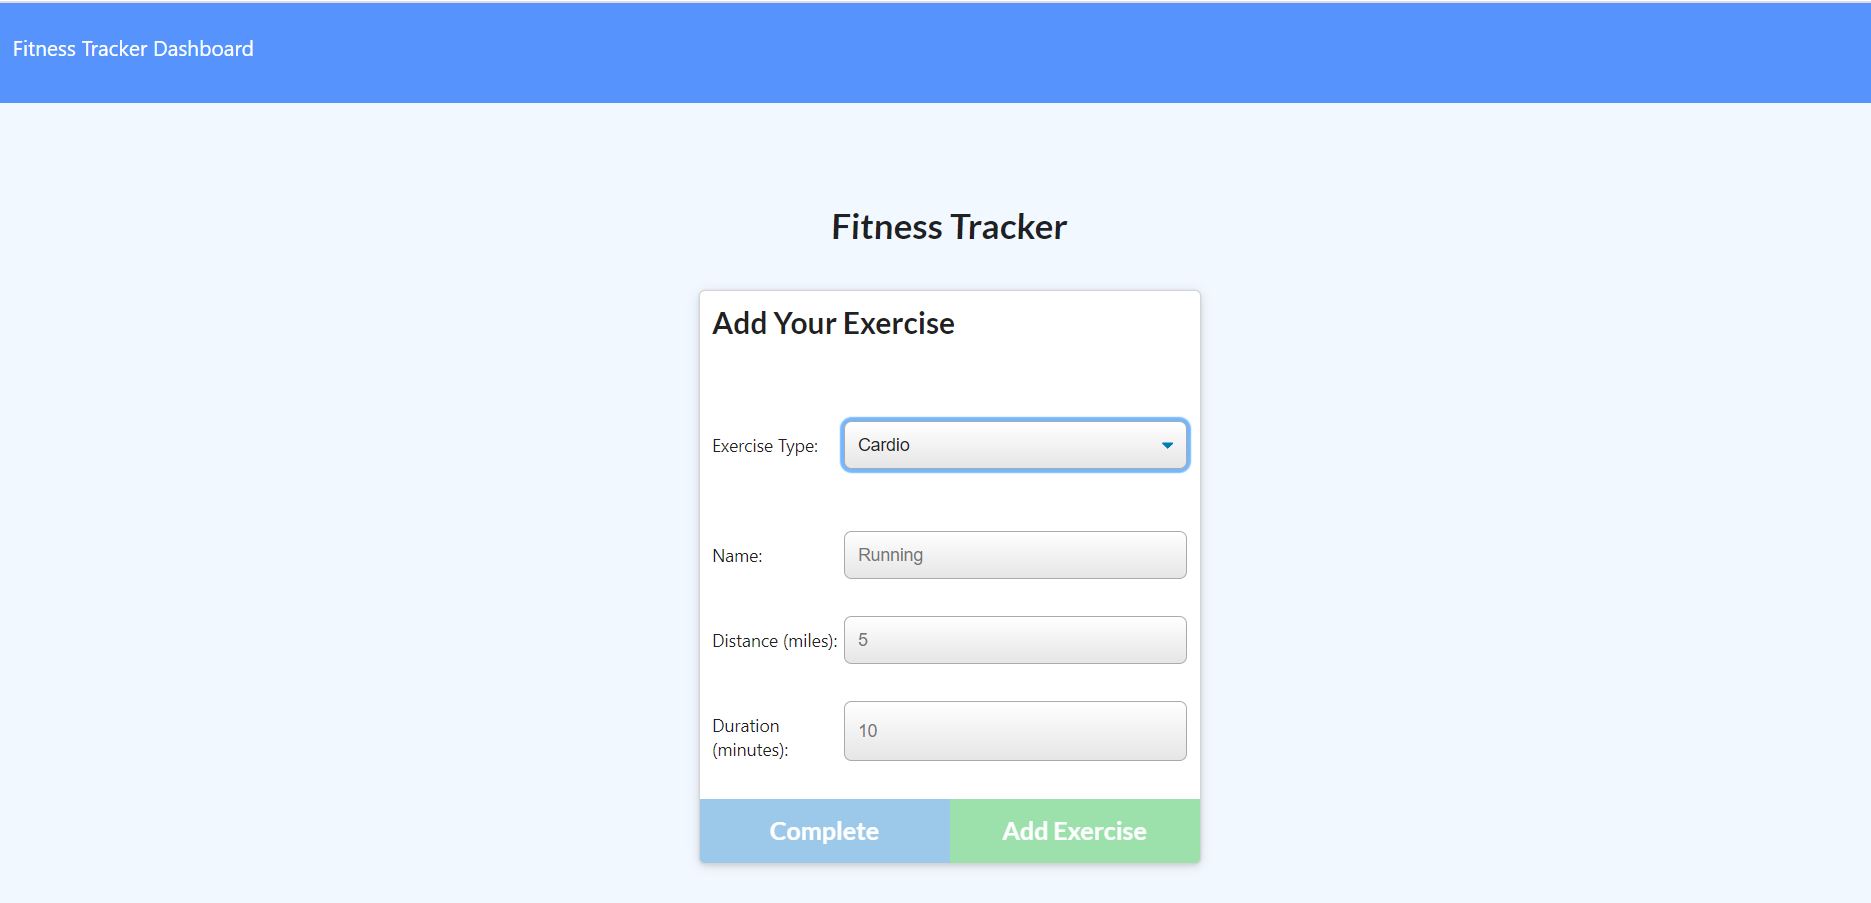 Fitness Tracker Dashboard
Fitness Tracker
Add Your Exercise
Exercise Type: Cardio
Name: Running
Distance (miles): 5
Duration (minutes): 10
Complete Add Exercise